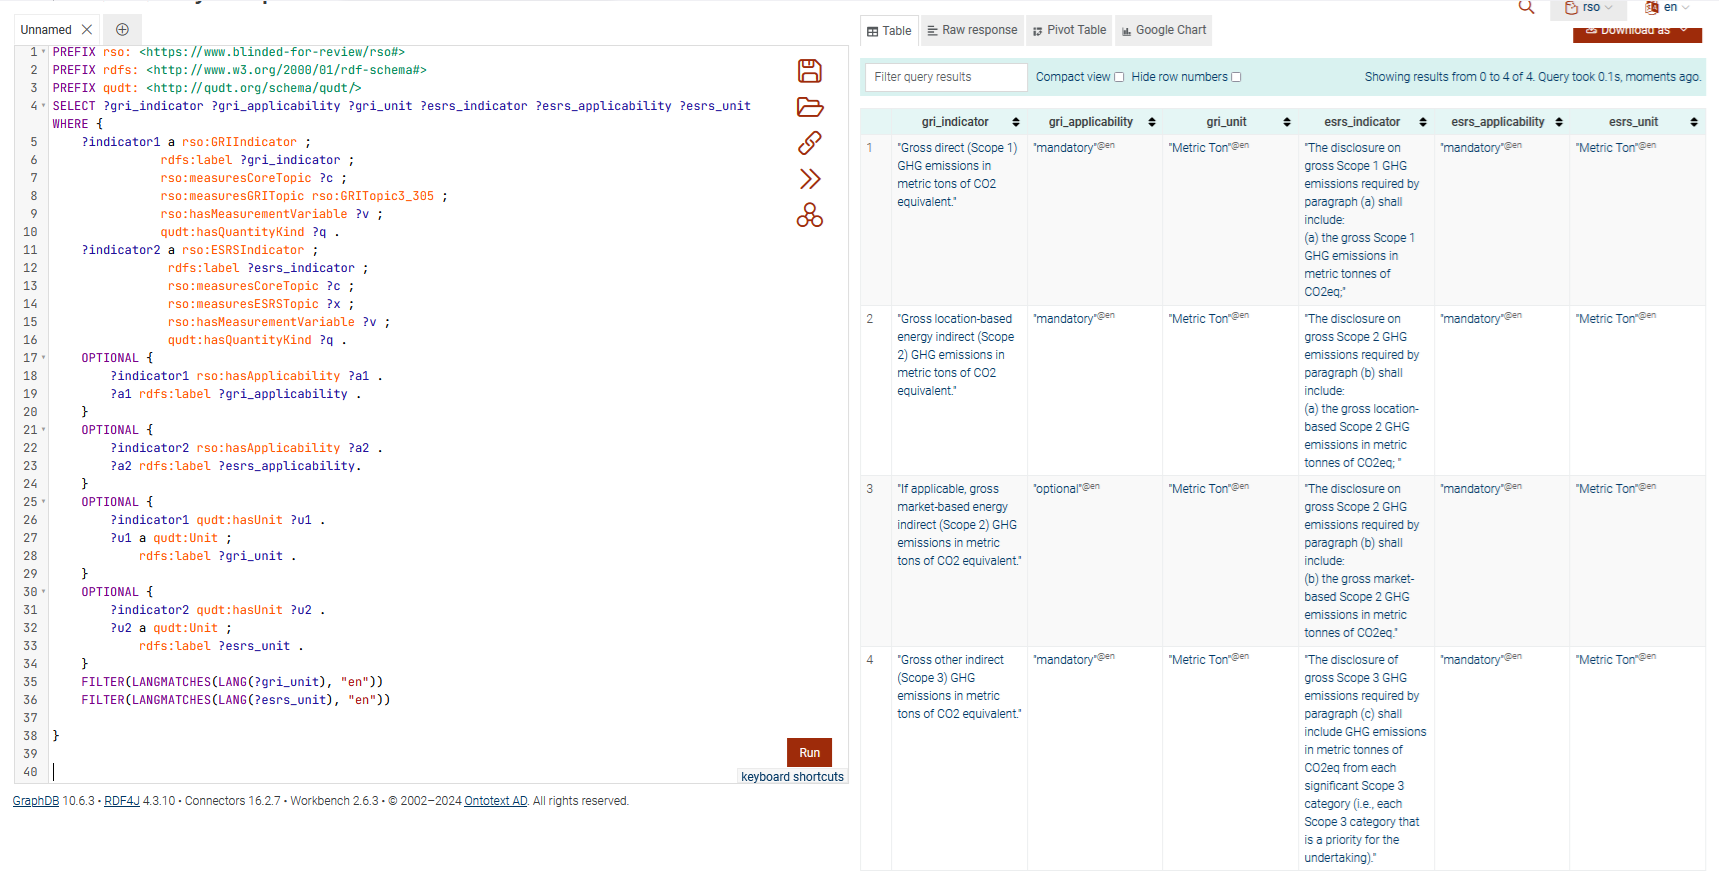 rso
en
Unnamed
1 PREFIX rso: <https://www.blinded-for-review/rso#>
2 PREFIX rdfs: <http://www.w3.org/2000/01/rdf-schema#>
3 PREFIX qudt: <http://qudt.org/schema/qudt/>
4 SELECT ?gri_indicator ?gri_applicability ?gri_unit ?esrs_indicator ?esrs_applicability ?esrs_unit
WHERE {
5 ?indicator1 a rso:GRIIndicator ;
6 rdfs:label ?gri_indicator ;
7 rso:measuresCoreTopic ?c ;
8 rso:measuresGRITopic rso:GRITopic3_305 ;
9 rso:hasMeasurementVariable ?v ;
10 qudt:hasQuantityKind ?q .
11 ?indicator2 a rso:ESRSIndicator ;
12 rdfs:label ?esrs_indicator ;
13 rso:measuresCoreTopic ?c ;
14 rso:measuresESRSTopic ?x ;
15 rso:hasMeasurementVariable ?v ;
16 qudt:hasQuantityKind ?q .
17 OPTIONAL {
18 ?indicator1 rso:hasApplicability ?a1 .
19 ?a1 rdfs:label ?gri_applicability .
20 }
21 OPTIONAL {
22 ?indicator2 rso:hasApplicability ?a2 .
23 ?a2 rdfs:label ?esrs_applicability.
24 }
25 OPTIONAL {
26 ?indicator1 qudt:hasUnit ?u1 .
27 ?u1 a qudt:Unit ;
28 rdfs:label ?gri_unit .
29 }
30 OPTIONAL {
31 ?indicator2 qudt:hasUnit ?u2 .
32 ?u2 a qudt:Unit ;
33 rdfs:label ?esrs_unit .
34 }
35 FILTER(LANGMATCHES(LANG(?gri_unit), "en"))
36 FILTER(LANGMATCHES(LANG(?esrs_unit), "en"))
37
38 }
39
40
Run
keyboard shortcuts
GraphDB 10.6.3 • RDF4J 4.3.10 • Connectors 16.2.7 • Workbench 2.6.3 • © 2002–2024 Ontotext AD. All rights reserved.
Table Raw response Pivot Table Google Chart
Download as
Filter query results Compact view Hide row numbers Showing results from 0 to 4 of 4. Query took 0.1s, moments ago.
gri_indicator gri_applicability gri_unit esrs_indicator esrs_applicability esrs_unit
1
"Gross direct (Scope 1)
GHG emissions in
metric tons of CO2
equivalent."
"mandatory"@en
"Metric Ton"@en
"The disclosure on
gross Scope 1 GHG
emissions required by
paragraph (a) shall
include:
(a) the gross Scope 1
GHG emissions in
metric tonnes of
CO2eq;"
"mandatory"@en
"Metric Ton"@en
2
"Gross location-based
energy indirect (Scope
2) GHG emissions in
metric tons of CO2
equivalent."
"mandatory"@en
"Metric Ton"@en
"The disclosure on
gross Scope 2 GHG
emissions required by
paragraph (b) shall
include:
(a) the gross location-
based Scope 2 GHG
emissions in metric
tonnes of CO2eq; "
"mandatory"@en
"Metric Ton"@en
3
"If applicable, gross
market-based energy
indirect (Scope 2) GHG
emissions in metric
tons of CO2 equivalent."
"optional"@en
"Metric Ton"@en
"The disclosure on
gross Scope 2 GHG
emissions required by
paragraph (b) shall
include:
(b) the gross market-
based Scope 2 GHG
emissions in metric
tonnes of CO2eq."
"mandatory"@en
"Metric Ton"@en
4
"Gross other indirect
(Scope 3) GHG
emissions in metric
tons of CO2 equivalent."
"mandatory"@en
"Metric Ton"@en
"The disclosure of
gross Scope 3 GHG
emissions required by
paragraph (c) shall
include GHG emissions
in metric tonnes of
CO2eq from each
significant Scope 3
category (i.e., each
Scope 3 category that
is a priority for the
undertaking)."
"mandatory"@en
"Metric Ton"@en